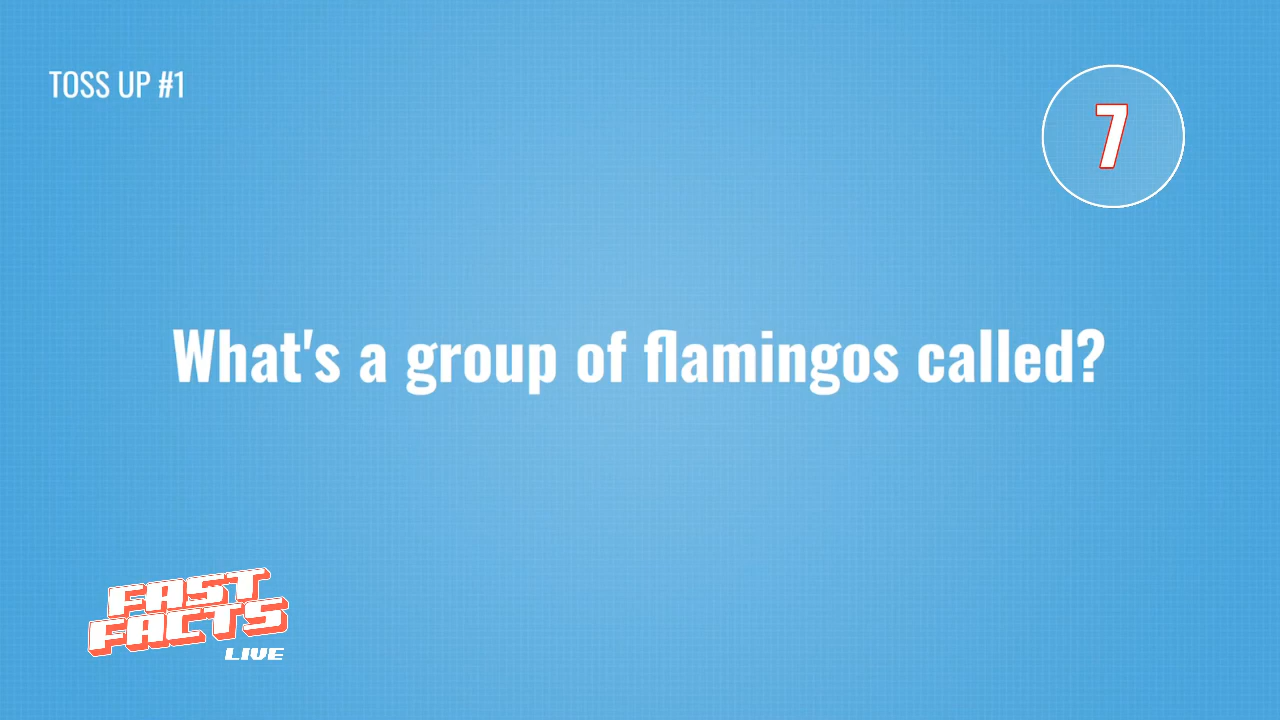 TOSS UP #1
7
What's a group of flamingos called?
FAST
FACTS
LIVE